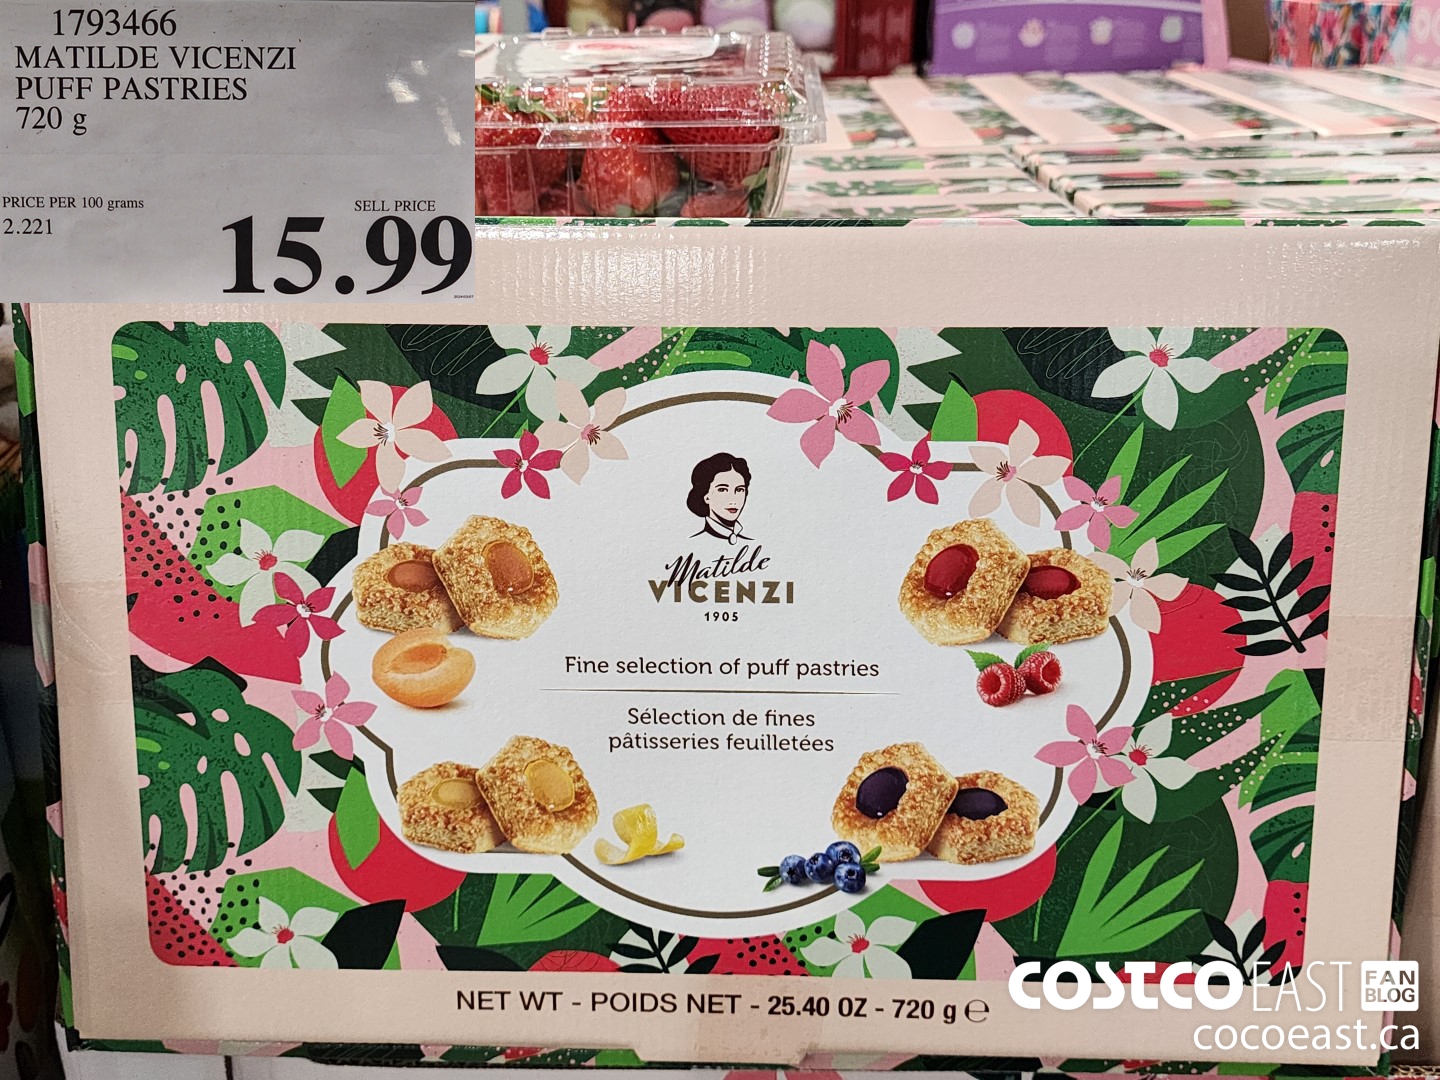 1793466
MATILDE VICENZI
PUFF PASTRIES
720 g
PRICE PER 100 grams
2.221
SELL PRICE
15.99
Matilde
VICENZI
1905
Fine selection of puff pastries
Sélection de fines
pâtisseries feuilletées
NET WT - POIDS NET - 25.40 OZ - 720 g ℮
COSTCO EAST FAN BLOG
cocoeast.ca